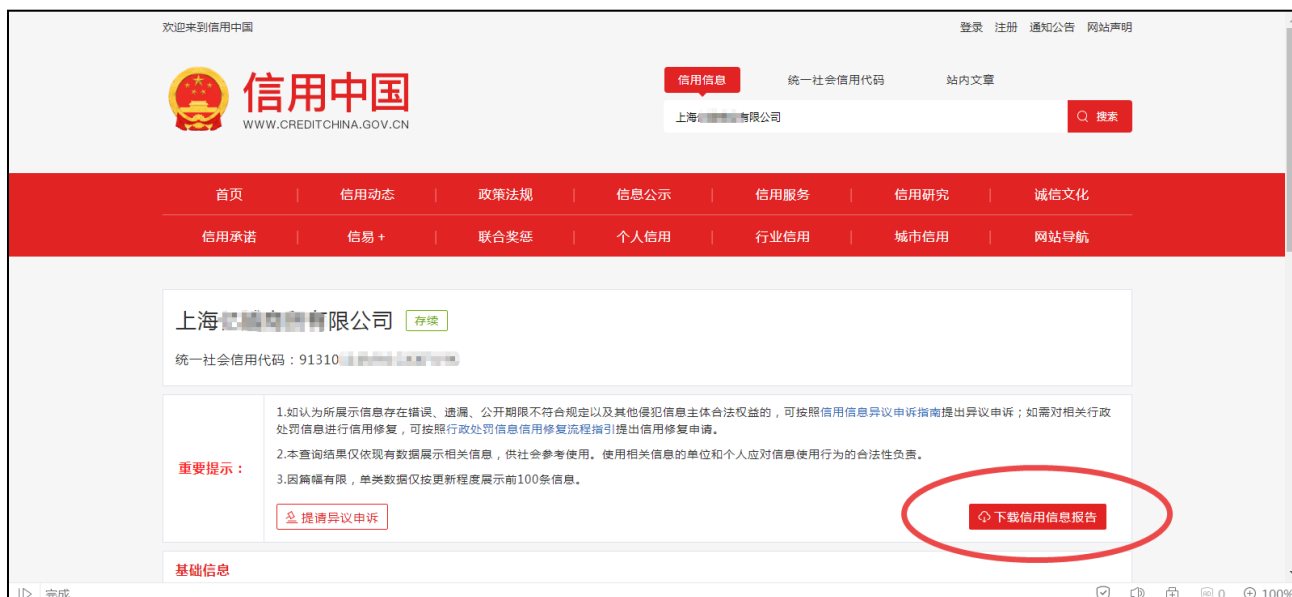 欢迎来到信用中国
登录 注册 通知公告 网站声明
信用中国
WWW.CREDITCHINA.GOV.CN
信用信息 统一社会信用代码 站内文章
上海 有限公司 搜索
首页 信用动态 政策法规 信息公示 信用服务 信用研究 诚信文化
信用承诺 信易+ 联合奖惩 个人信用 行业信用 城市信用 网站导航
上海 限公司 存续
统一社会信用代码：91310
重要提示：
1.如认为所展示信息存在错误、遗漏、公开期限不符合规定以及其他侵犯信息主体合法权益的，可按照信用信息异议申诉指南提出异议申诉；如需对相关行政
处罚信息进行信用修复，可按照行政处罚信息信用修复流程指引提出信用修复申请。
2.本查询结果仅依现有数据展示相关信息，供社会参考使用。使用相关信息的单位和个人应对信息使用行为的合法性负责。
3.因篇幅有限，单类数据仅按更新程度展示前100条信息。
提请异议申诉 下载信用信息报告
基础信息
完成 0 100%